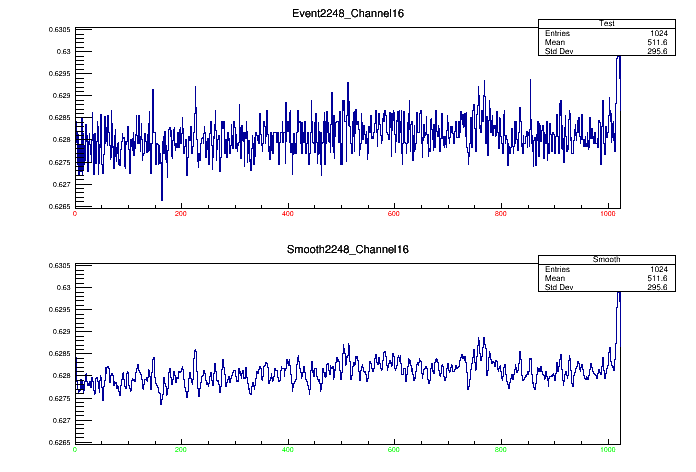 Event2248_Channel16
Test
Entries 1024
Mean 511.6
Std Dev 295.6
0.6305
0.63
0.6295
0.629
0.6285
0.628
0.6275
0.627
0.6265
0 200 400 600 800 1000
Smooth2248_Channel16
Smooth
Entries 1024
Mean 511.6
Std Dev 295.6
0.6305
0.63
0.6295
0.629
0.6285
0.628
0.6275
0.627
0.6265
0 200 400 600 800 1000